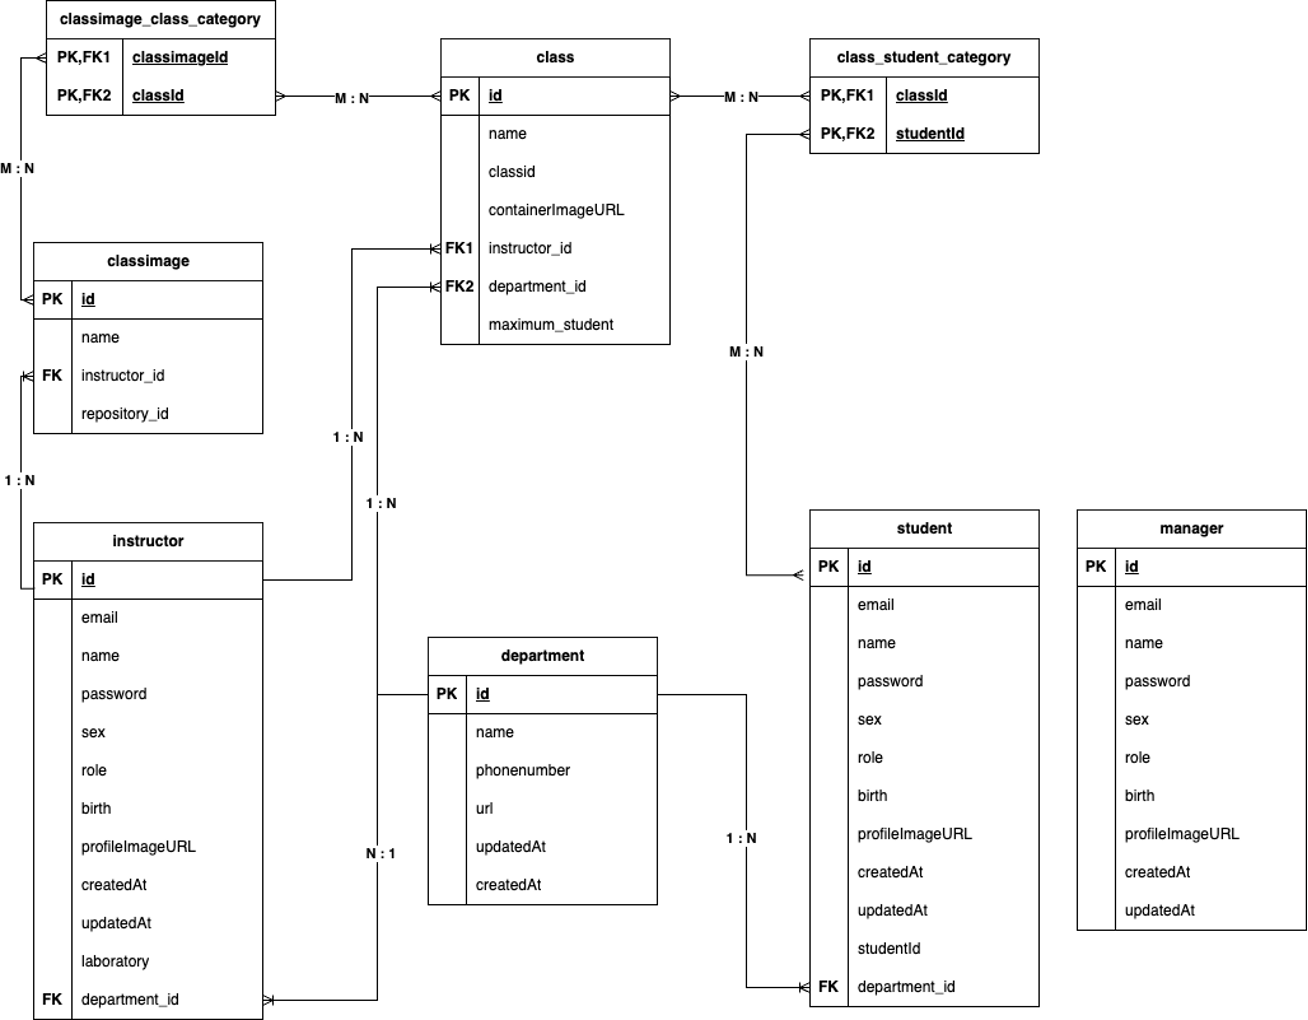 classimage_class_category
PK,FK1 classimageId
PK,FK2 classId
M : N
class
PK id
name
classid
containerImageURL
FK1 instructor_id
FK2 department_id
maximum_student
M : N
class_student_category
PK,FK1 classId
PK,FK2 studentId
M : N
classimage
PK id
name
FK instructor_id
repository_id
M : N
1 : N
1 : N
1 : N
instructor
PK id
email
name
password
sex
role
birth
profileImageURL
createdAt
updatedAt
laboratory
FK department_id
department
PK id
name
phonenumber
url
updatedAt
createdAt
N : 1
1 : N
student
PK id
email
name
password
sex
role
birth
profileImageURL
createdAt
updatedAt
studentId
FK department_id
manager
PK id
email
name
password
sex
role
birth
profileImageURL
createdAt
updatedAt